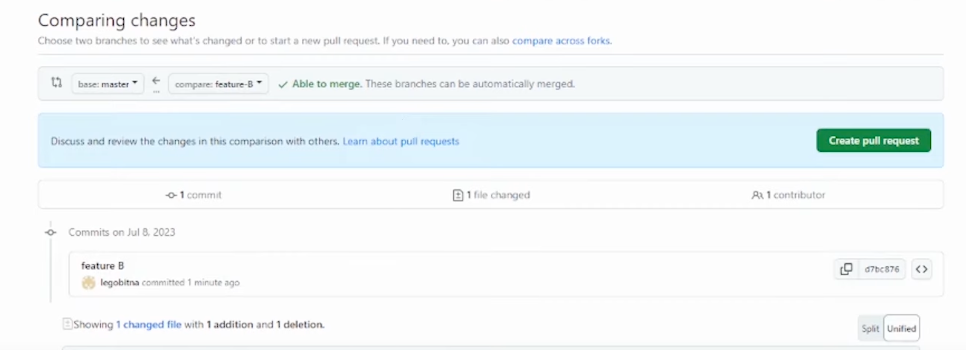 Comparing changes
Choose two branches to see what's changed or to start a new pull request. If you need to, you can also compare across forks.
base: master ← compare: feature-B ✓ Able to merge. These branches can be automatically merged.
...
Discuss and review the changes in this comparison with others. Learn about pull requests Create pull request
1 commit 1 file changed 1 contributor
Commits on Jul 8, 2023
feature B
legobitna committed 1 minute ago d7bc876 <>
Showing 1 changed file with 1 addition and 1 deletion. Split Unified